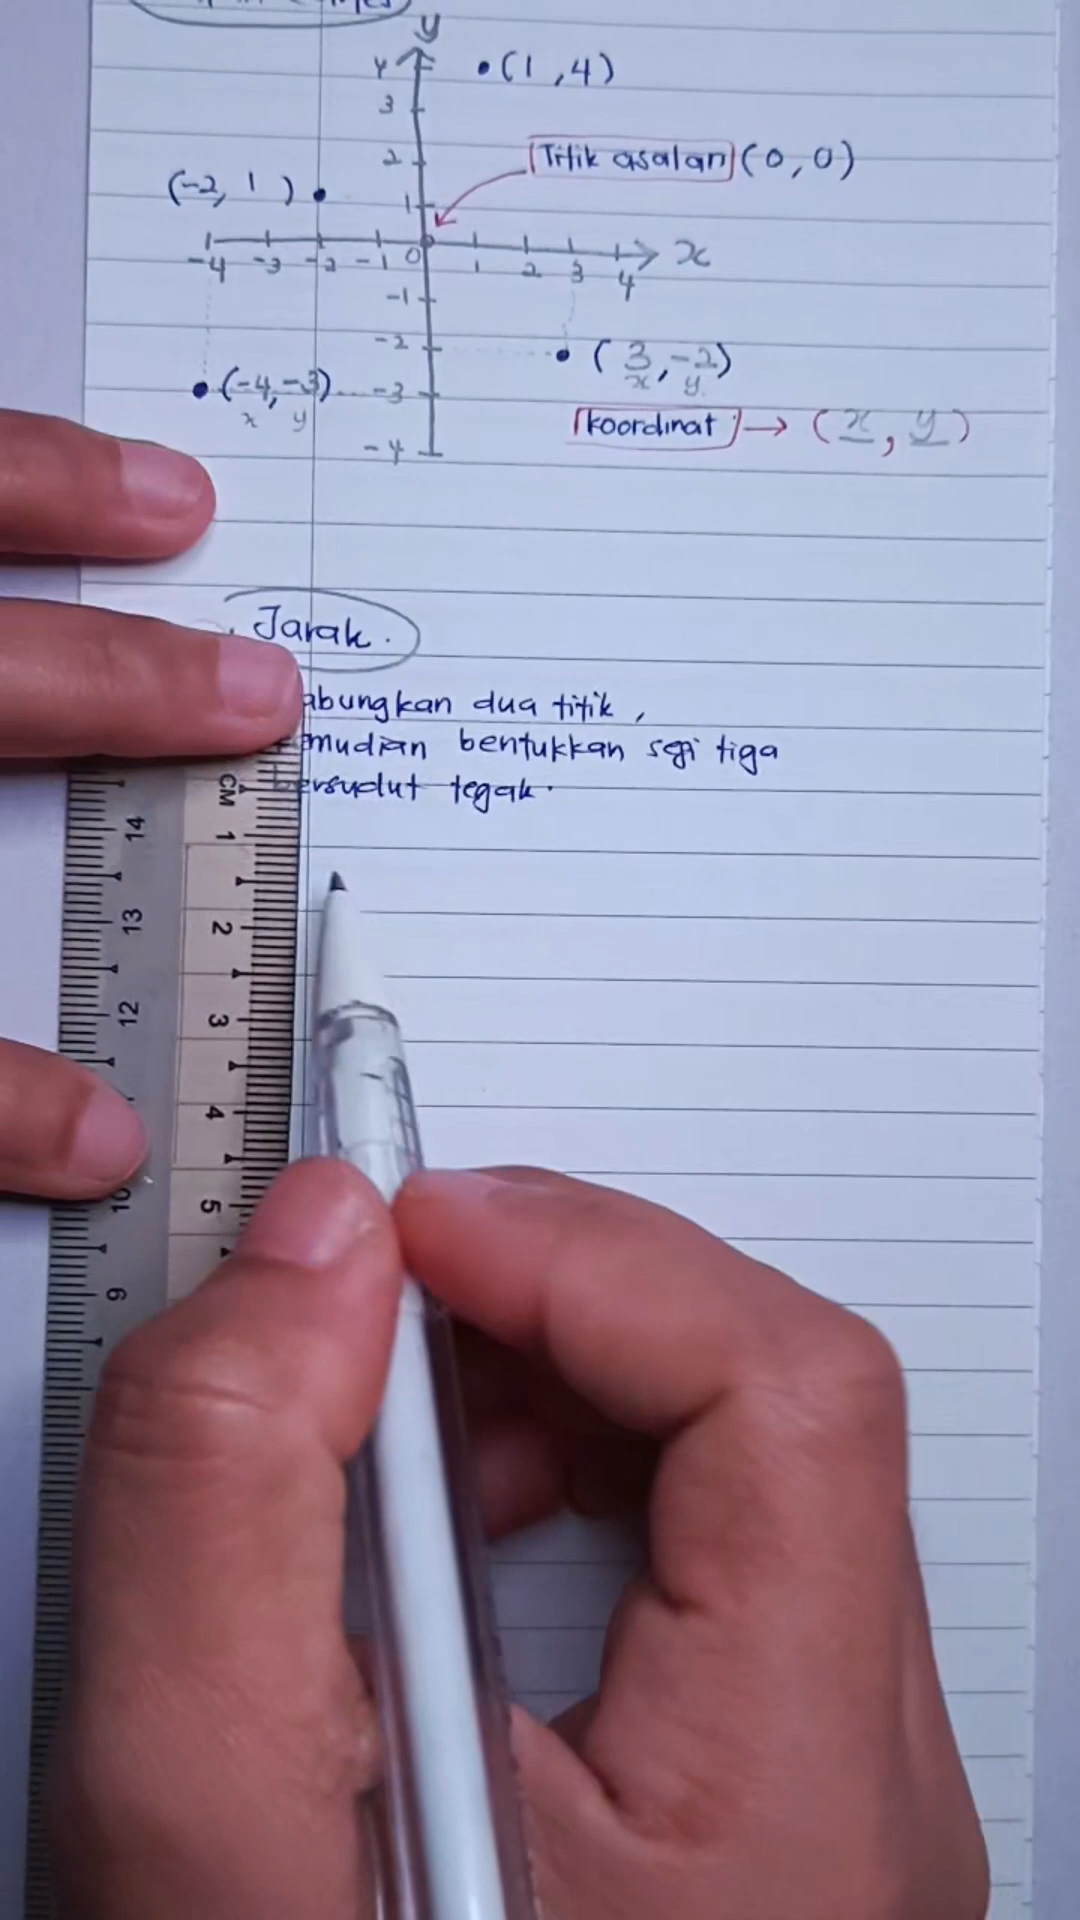 y
4
•(1, 4)
3
Titik asalan (0, 0)
2
(-2, 1)
1
x
-4 -3 -2 -1 0 1 2 3 4
-1
-2
(3, -2)
x y
(-4, -3)
-3
x y
koordinat → (x, y)
-4
Jarak.
abungkan dua titik,
mudian bentukkan segi tiga
bersudut tegak.
CM
1
2
3
4
5
14
13
12
10
9